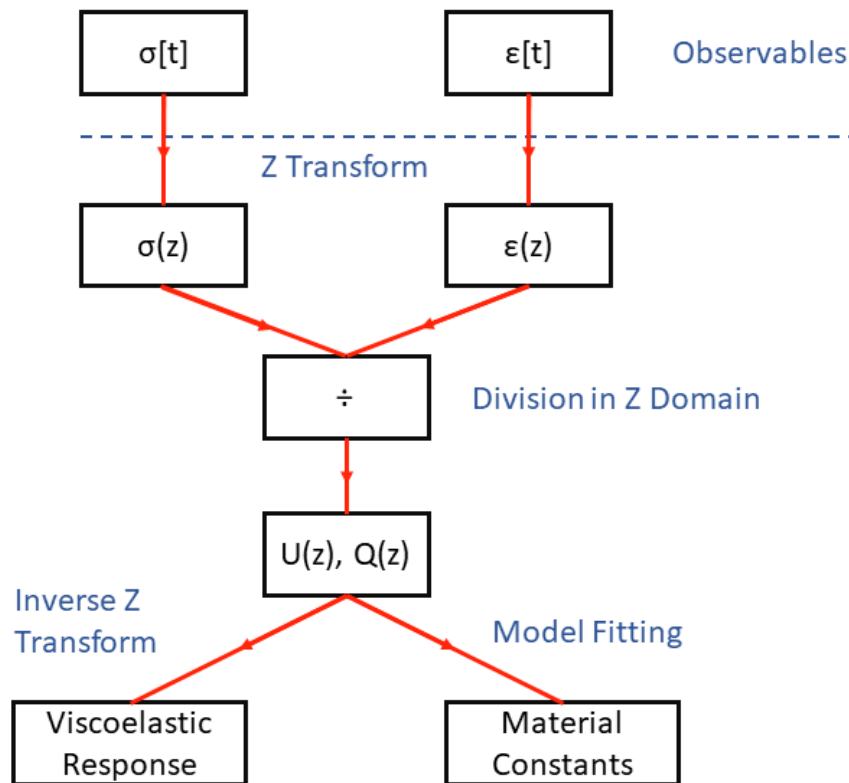 σ[t]
ε[t]
Observables
Z Transform
σ(z)
ε(z)
÷
Division in Z Domain
U(z), Q(z)
Inverse Z
Transform
Model Fitting
Viscoelastic
Response
Material
Constants